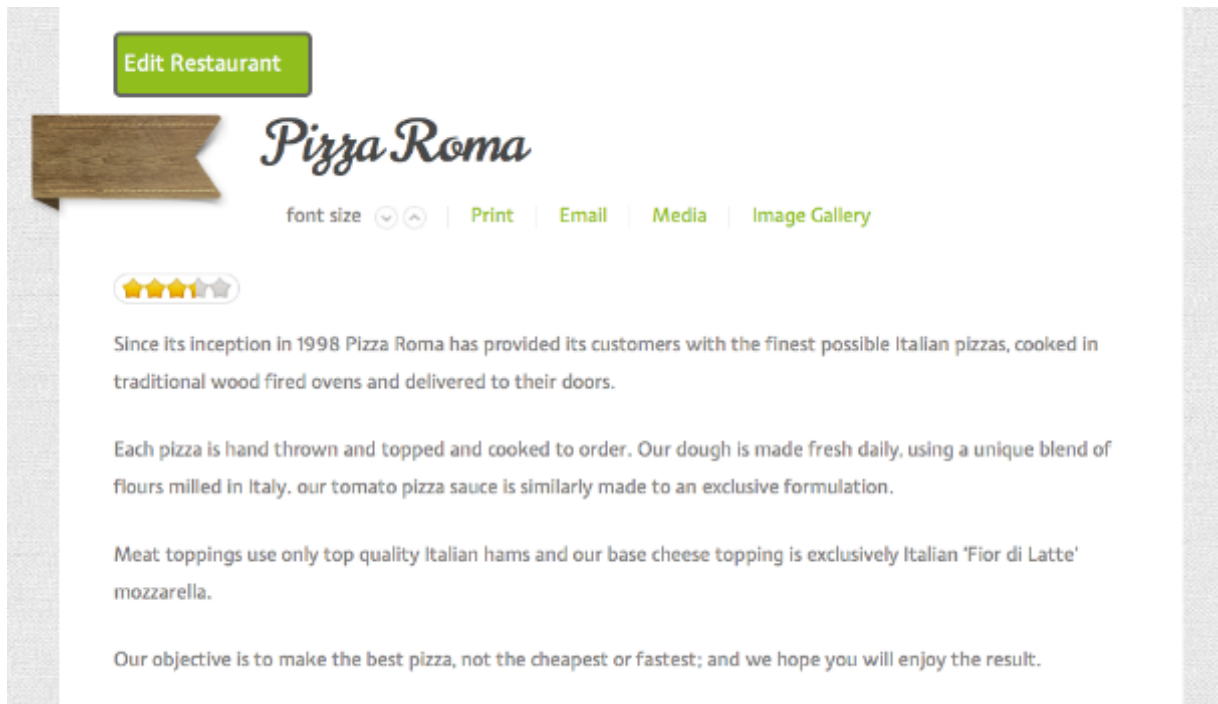 Edit Restaurant
Pizza Roma
font size Print Email Media Image Gallery
Since its inception in 1998 Pizza Roma has provided its customers with the finest possible Italian pizzas, cooked in
traditional wood fired ovens and delivered to their doors.
Each pizza is hand thrown and topped and cooked to order. Our dough is made fresh daily, using a unique blend of
flours milled in Italy. our tomato pizza sauce is similarly made to an exclusive formulation.
Meat toppings use only top quality Italian hams and our base cheese topping is exclusively Italian 'Fior di Latte'
mozzarella.
Our objective is to make the best pizza, not the cheapest or fastest; and we hope you will enjoy the result.